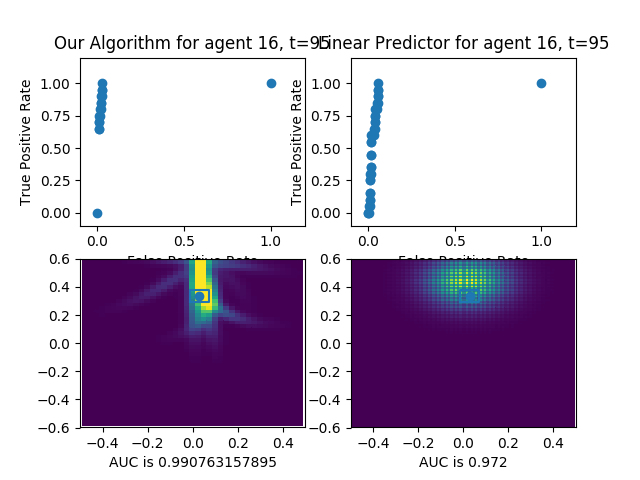 Our Algorithm for agent 16, t=95
Linear Predictor for agent 16, t=95
True Positive Rate
1.00
0.75
0.50
0.25
0.00
0.0 0.5 1.0
False Positive Rate
True Positive Rate
1.00
0.75
0.50
0.25
0.00
0.0 0.5 1.0
False Positive Rate
0.6
0.4
0.2
0.0
−0.2
−0.4
−0.6
−0.4 −0.2 0.0 0.2 0.4
AUC is 0.990763157895
0.6
0.4
0.2
0.0
−0.2
−0.4
−0.6
−0.4 −0.2 0.0 0.2 0.4
AUC is 0.972